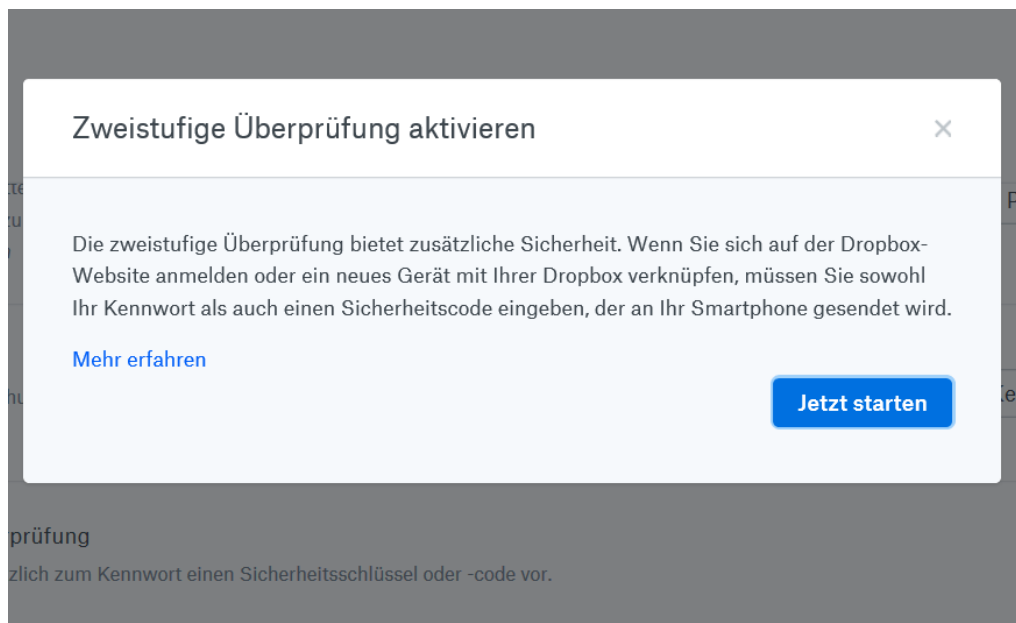 Zweistufige Überprüfung aktivieren
Die zweistufige Überprüfung bietet zusätzliche Sicherheit. Wenn Sie sich auf der Dropbox-
Website anmelden oder ein neues Gerät mit Ihrer Dropbox verknüpfen, müssen Sie sowohl
Ihr Kennwort als auch einen Sicherheitscode eingeben, der an Ihr Smartphone gesendet wird.
Mehr erfahren
Jetzt starten
rprüfung
zlich zum Kennwort einen Sicherheitsschlüssel oder -code vor.